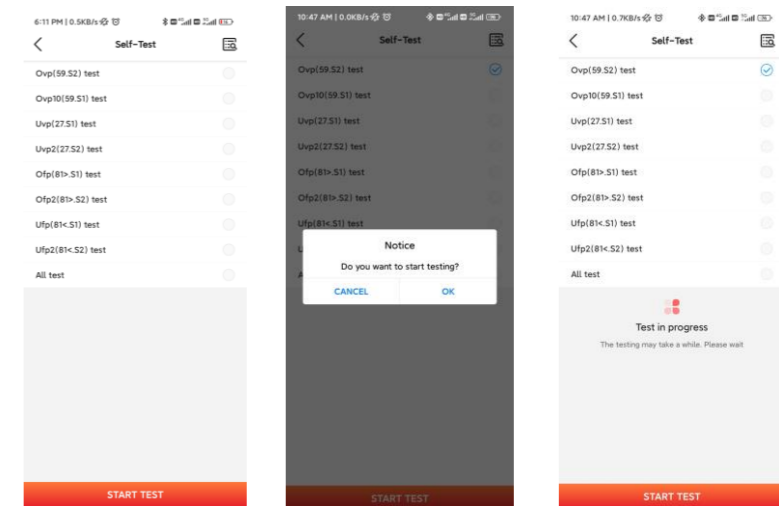 6:11 PM | 0.5KB/s
Self-Test
Ovp(59.S2) test
Ovp10(59.S1) test
Uvp(27.S1) test
Uvp2(27.S2) test
Ofp(81>.S1) test
Ofp2(81>.S2) test
Ufp(81<.S1) test
Ufp2(81<.S2) test
All test
START TEST
10:47 AM | 0.0KB/s
Self-Test
Ovp(59.S2) test
Ovp10(59.S1) test
Uvp(27.S1) test
Uvp2(27.S2) test
Ofp(81>.S1) test
Ofp2(81>.S2) test
Ufp(81<.S1) test
Notice
Do you want to start testing?
CANCEL OK
START TEST
10:47 AM | 0.7KB/s
Self-Test
Ovp(59.S2) test
Ovp10(59.S1) test
Uvp(27.S1) test
Uvp2(27.S2) test
Ofp(81>.S1) test
Ofp2(81>.S2) test
Ufp(81<.S1) test
Ufp2(81<.S2) test
All test
Test in progress
The testing may take a while. Please wait
START TEST